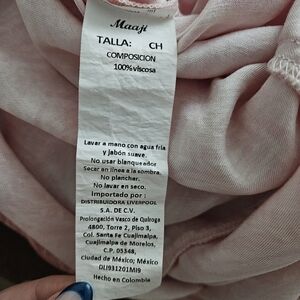 Maaji
TALLA: CH
COMPOSICION
100%viscosa
Lavar a mano con agua fria
y jabón suave.
No usar blanqueador
Secar en linea a la sombra.
No planchar.
No lavar en seco.
Importado por:
DISTRIBUIDORA LIVERPOOL
S.A. DE C.V.
Prolongación Vasco de Quiroga
4800, Torre 2, Piso 3,
Col. Santa Fe Cuajimalpa,
Cuajimalpa de Morelos,
C.P. 05348,
Ciudad de México; México
DLI931201MI9
Hecho en Colombia